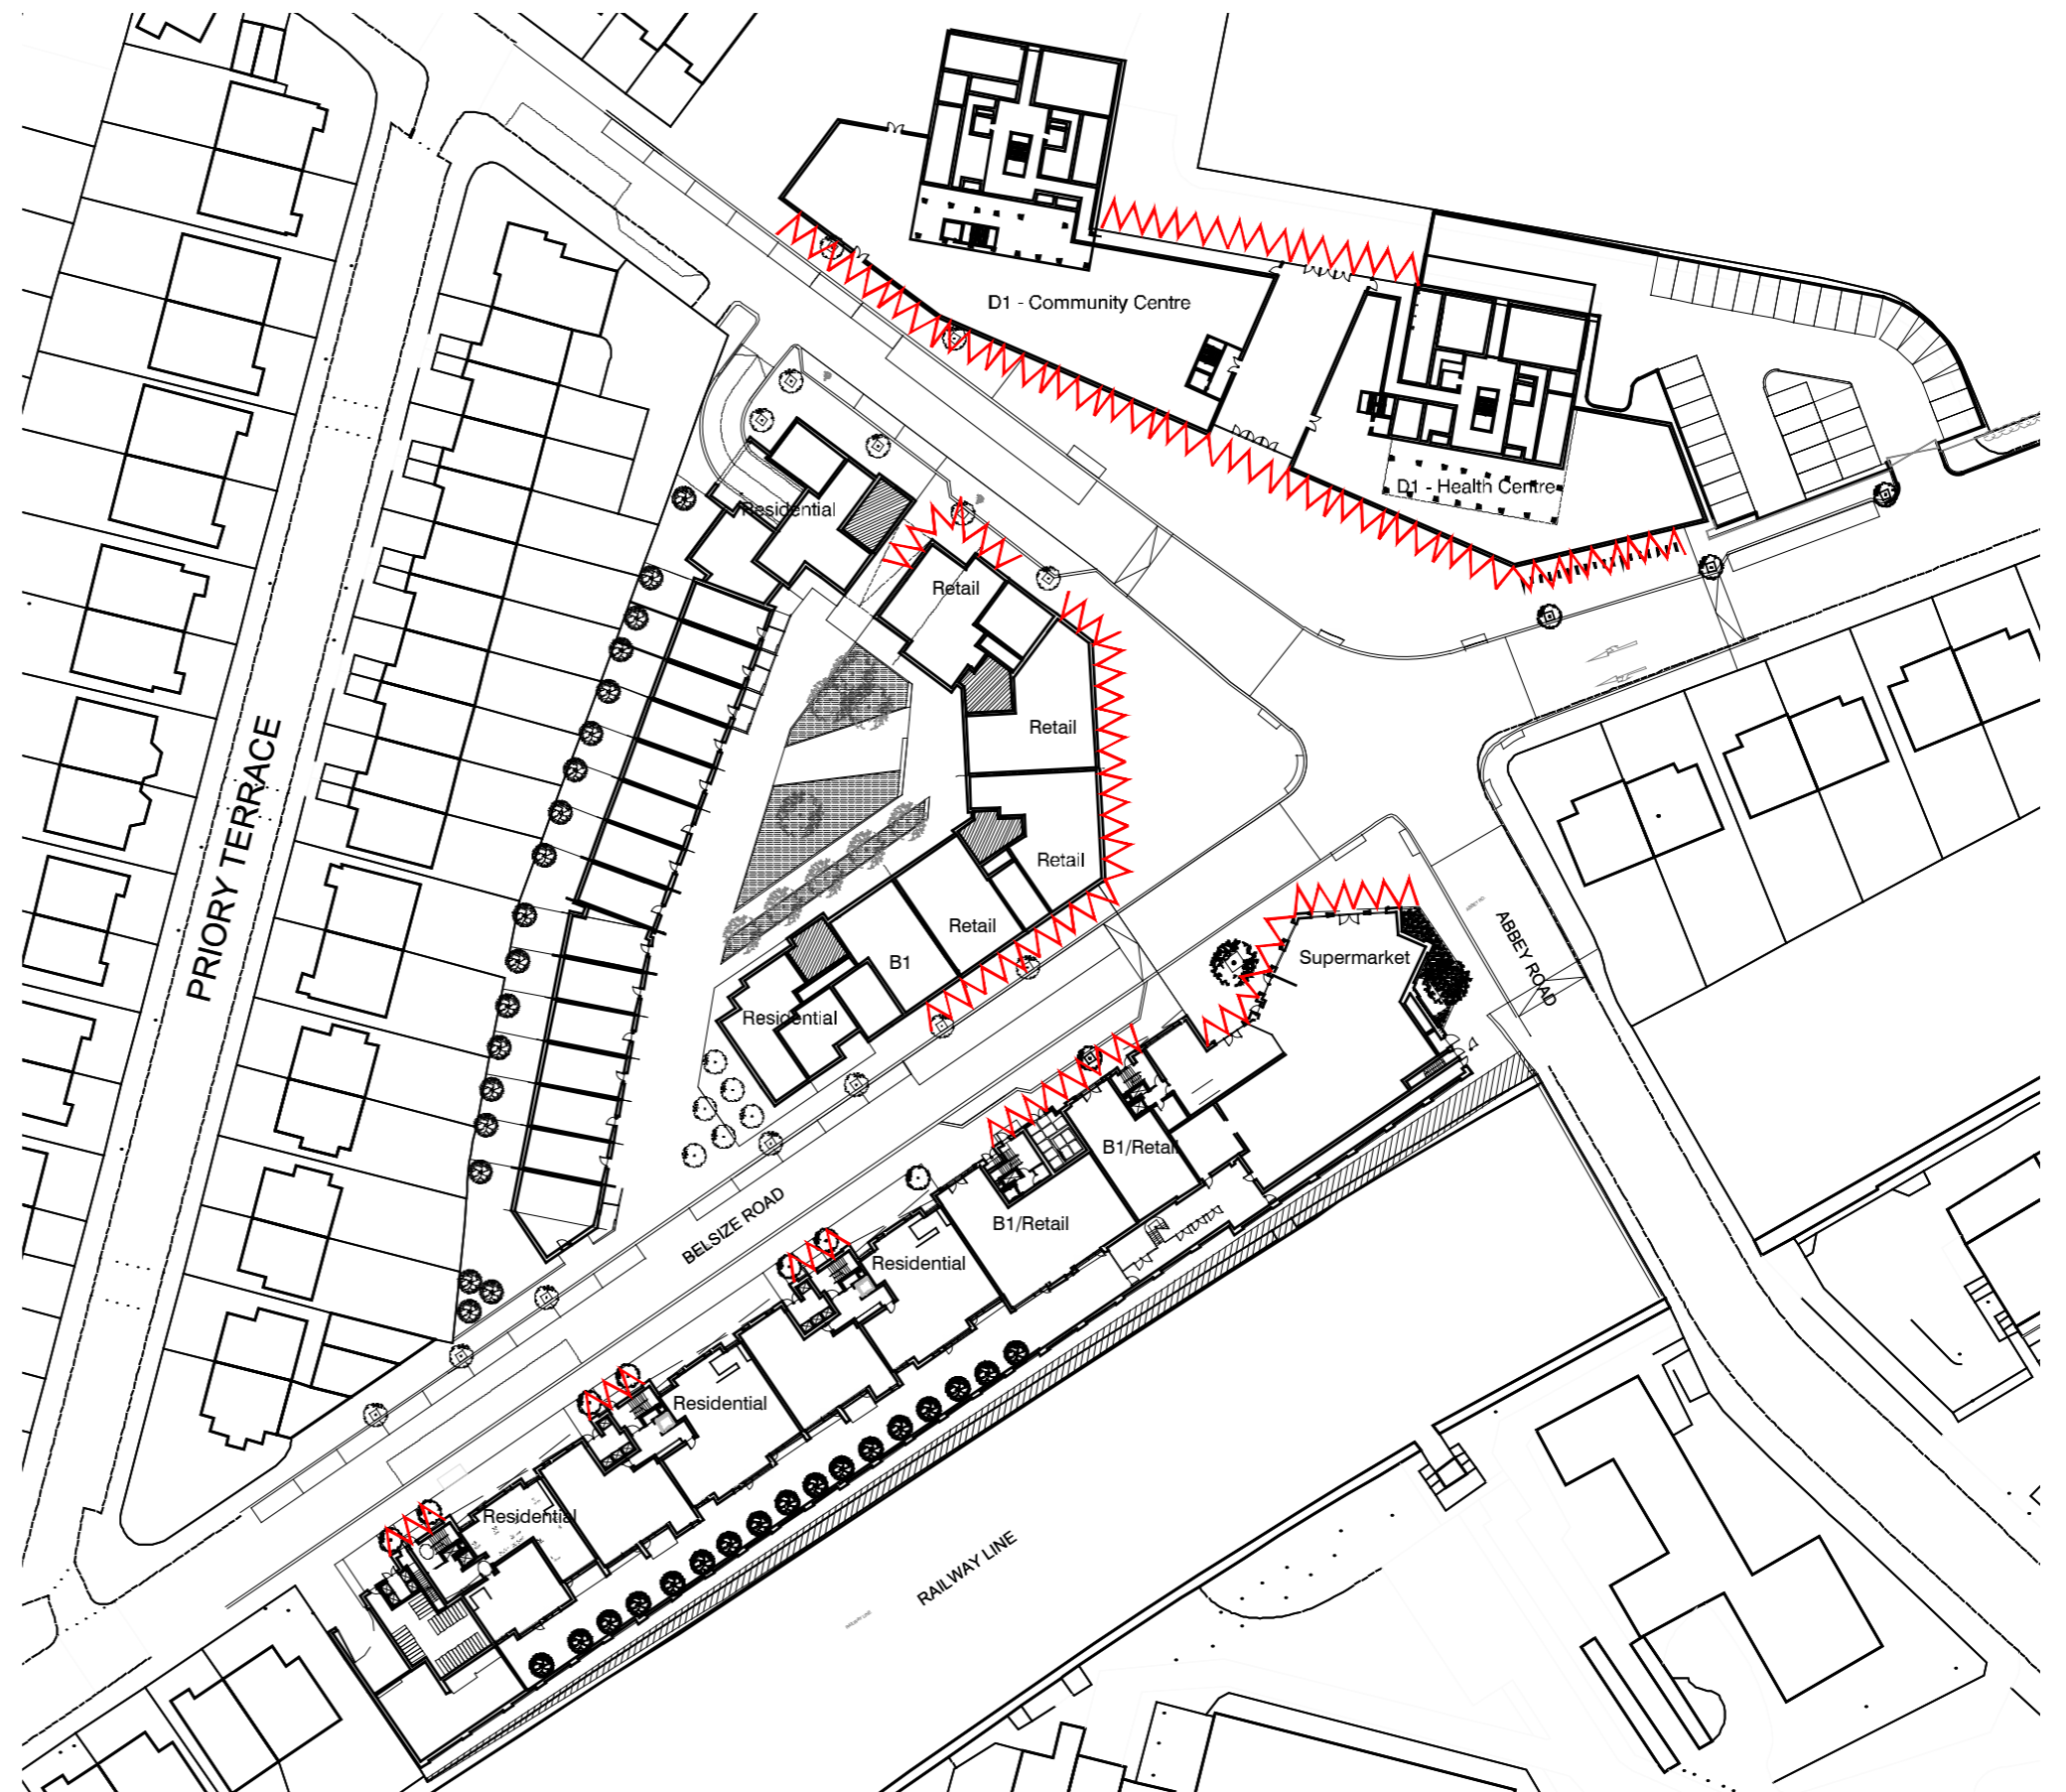 D1 - Community Centre
D1 - Health Centre
Residential
Retail
Retail
PRIORY TERRACE
Retail
Retail
B1
Supermarket
ABBEY ROAD
Residential
B1/Retail
B1/Retail
BELSIZE ROAD
Residential
Residential
Residential
RAILWAY LINE